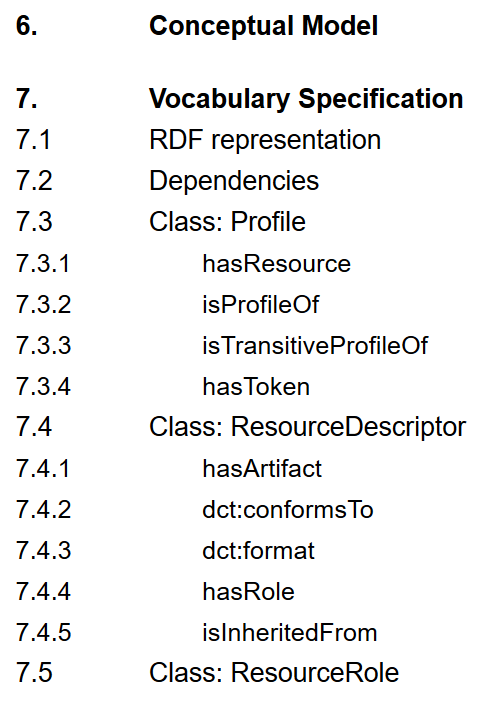 6. Conceptual Model
7. Vocabulary Specification
7.1 RDF representation
7.2 Dependencies
7.3 Class: Profile
7.3.1 hasResource
7.3.2 isProfileOf
7.3.3 isTransitiveProfileOf
7.3.4 hasToken
7.4 Class: ResourceDescriptor
7.4.1 hasArtifact
7.4.2 dct:conformsTo
7.4.3 dct:format
7.4.4 hasRole
7.4.5 isInheritedFrom
7.5 Class: ResourceRole